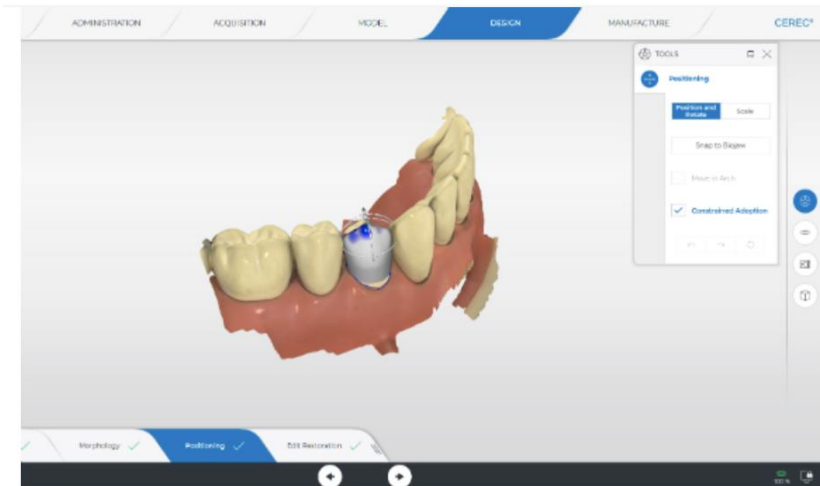 ADMINISTRATION
ACQUISITION
MODEL
DESIGN
MANUFACTURE
CEREC®
TOOLS
Positioning
Position and
Rotate
Scale
Snap to Biojaw
Move in Arch
Constrained Adaption
Morphology
Positioning
Edit Restoration
100 %